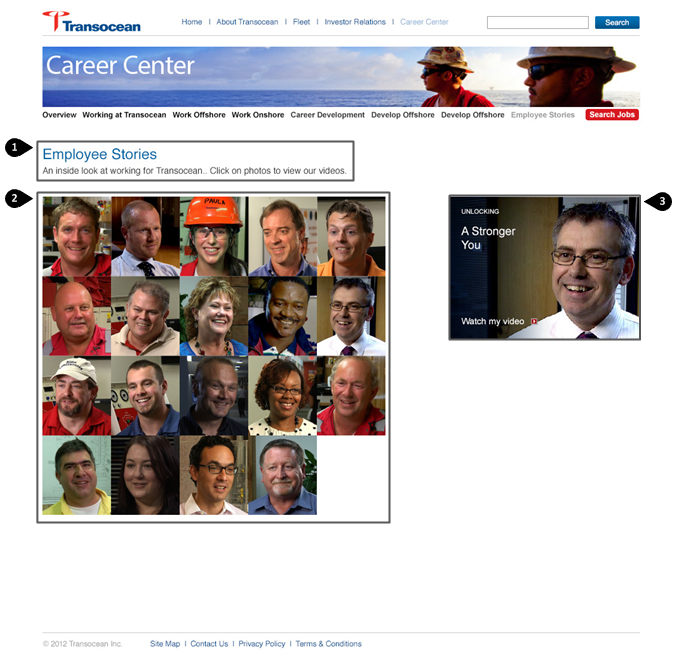 Transocean
Home | About Transocean | Fleet | Investor Relations | Career Center
Search
Career Center
Overview Working at Transocean Work Offshore Work Onshore Career Development Develop Offshore Develop Offshore Employee Stories Search Jobs
1
Employee Stories
An inside look at working for Transocean.. Click on photos to view our videos.
2
PAULA
3
UNLOCKING
A Stronger
You
Watch my video
© 2012 Transocean Inc. Site Map | Contact Us | Privacy Policy | Terms & Conditions